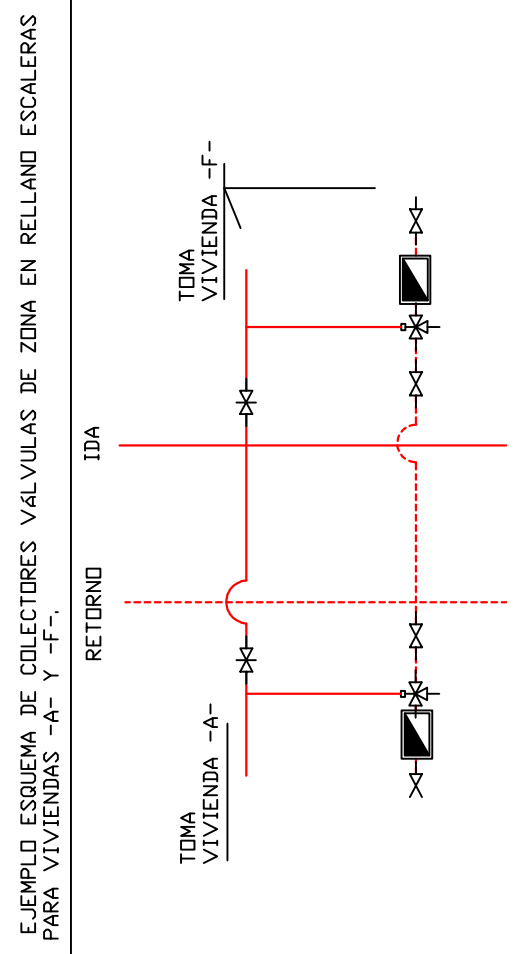 EJEMPLO ESQUEMA DE COLECTORES VÁLVULAS DE ZONA EN RELLANO ESCALERAS
PARA VIVIENDAS -A- Y -F-.
RETORNO
IDA
TOMA
VIVIENDA -A-
TOMA
VIVIENDA -F-